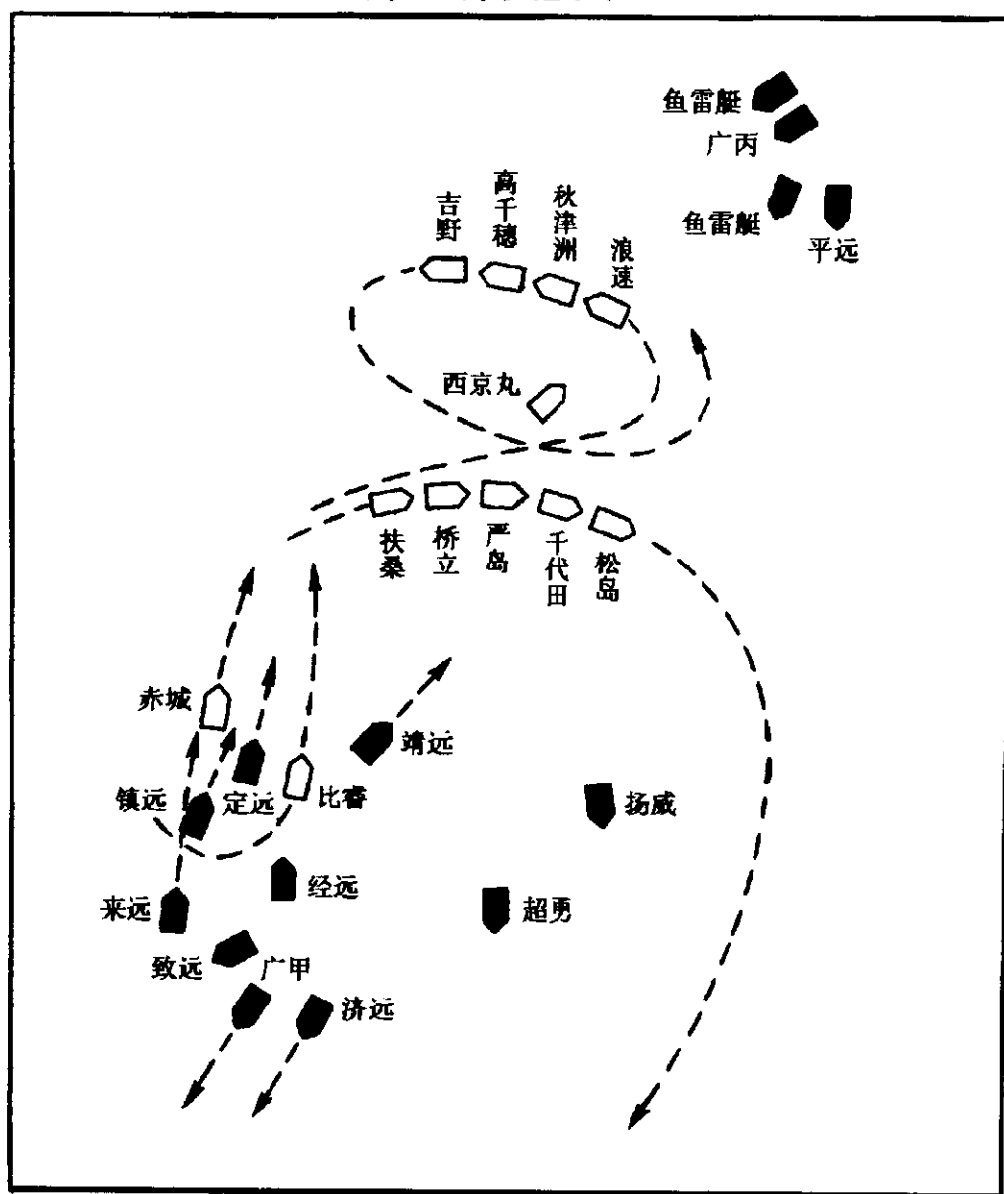 鱼雷艇
广丙
鱼雷艇
平远
吉野
高千穗
秋津洲
浪速
西京丸
扶桑
桥立
严岛
千代田
松岛
赤城
靖远
镇远
定远
比睿
扬威
来远
经远
超勇
致远
广甲
济远